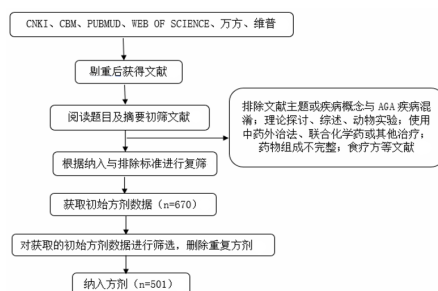 CNKI、CBM、PUBMUD、WEB OF SCIENCE、万方、维普
剔重后获得文献
阅读题目及摘要初筛文献
排除文献主题或疾病概念与 AGA 疾病混
淆；理论探讨、综述、动物实验；使用
中药外治法、联合化学药或其他治疗；
药物组成不完整；食疗方等文献
根据纳入与排除标准进行复筛
获取初始方剂数据（n=670）
对获取的初始方剂数据进行筛选，删除重复方剂
纳入方剂（n=501）